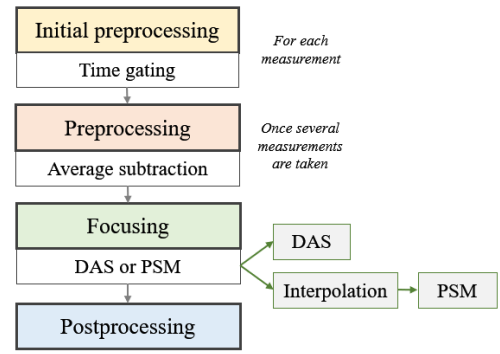 Initial preprocessing
Time gating
For each
measurement
Preprocessing
Average subtraction
Once several
measurements
are taken
Focusing
DAS or PSM
DAS
Interpolation
PSM
Postprocessing